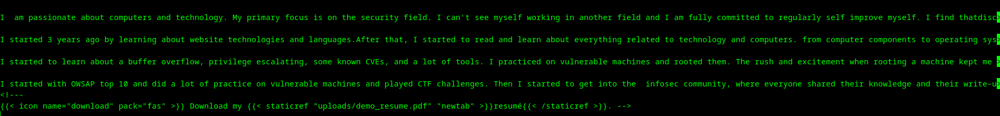 I  am passionate about computers and technology. My primary focus is on the security field. I can't see myself working in another field and I am fully committed to regularly self improve myself. I find thatdisc>
I started 3 years ago by learning about website technologies and languages.After that, I started to read and learn about everything related to technology and computers. from computer components to operating sys>
I started to learn about a buffer overflow, privilege escalating, some known CVEs, and a lot of tools. I practiced on vulnerable machines and rooted them. The rush and excitement when rooting a machine kept me >
I started with OWSAP top 10 and did a lot of practice on vulnerable machines and played CTF challenges. Then I started to get into the  infosec community, where everyone shared their knowledge and their write-u>
<!---
{{< icon name="download" pack="fas" >}} Download my {{< staticref "uploads/demo_resume.pdf" "newtab" >}}resumé{{< /staticref >}}. -->